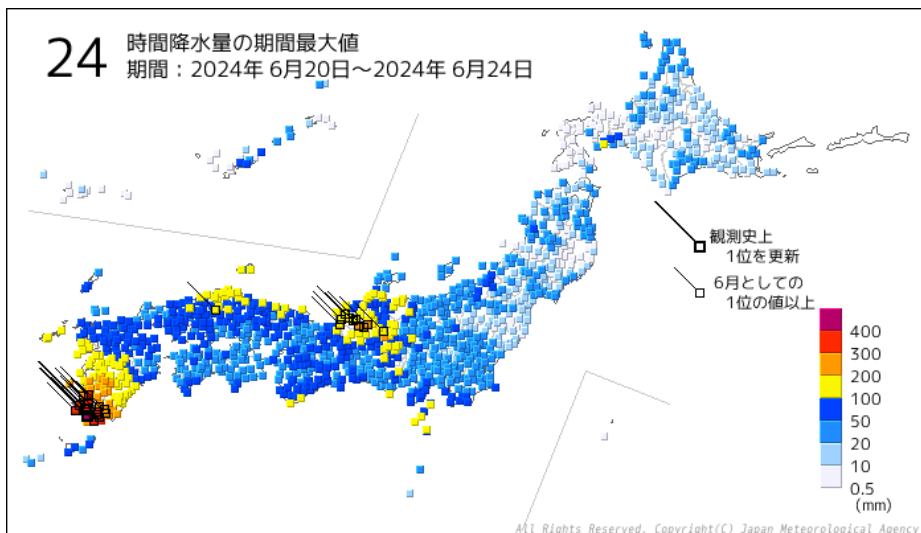 24 時間降水量の期間最大値
期間：2024年 6月20日～2024年 6月24日
観測史上
1位を更新
6月としての
1位の値以上
400
300
200
100
50
20
10
0.5
(mm)
All Rights Reserved. Copyright(C) Japan Meteorological Agency